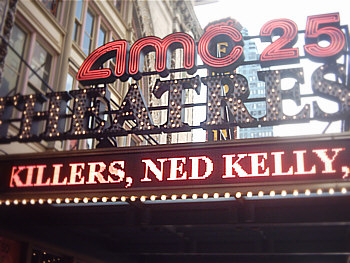 AMC 25
THEATRES
KILLERS, NED KELLY,